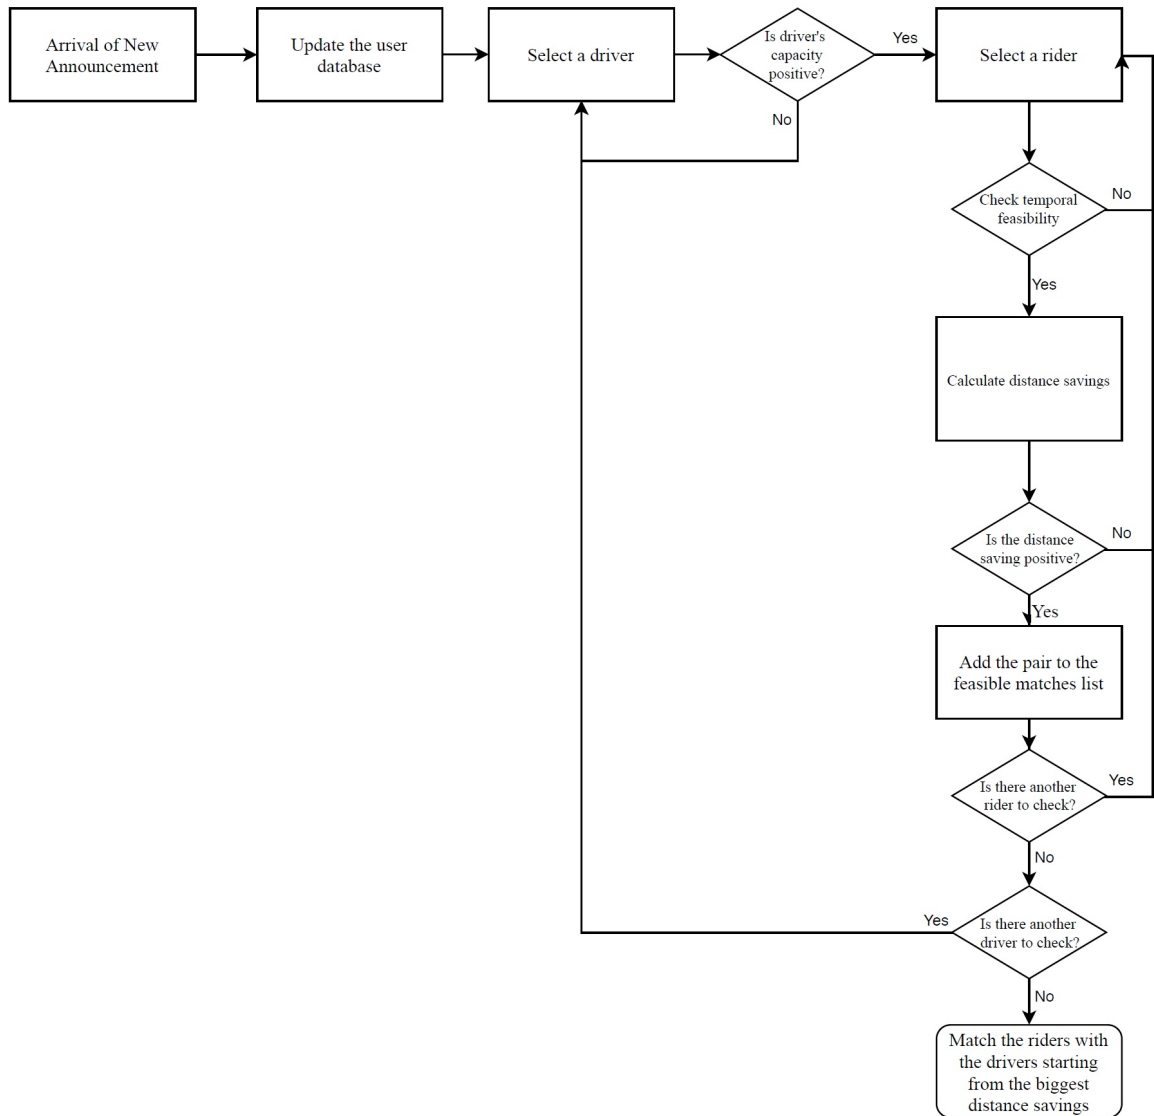 Arrival of New
Announcement
Update the user
database
Select a driver
Is driver's
capacity
positive?
Yes
Select a rider
No
Check temporal
feasibility
No
Yes
Calculate distance savings
Is the distance
saving positive?
No
Yes
Add the pair to the
feasible matches list
Is there another
rider to check?
Yes
No
Is there another
driver to check?
Yes
No
Match the riders with
the drivers starting
from the biggest
distance savings